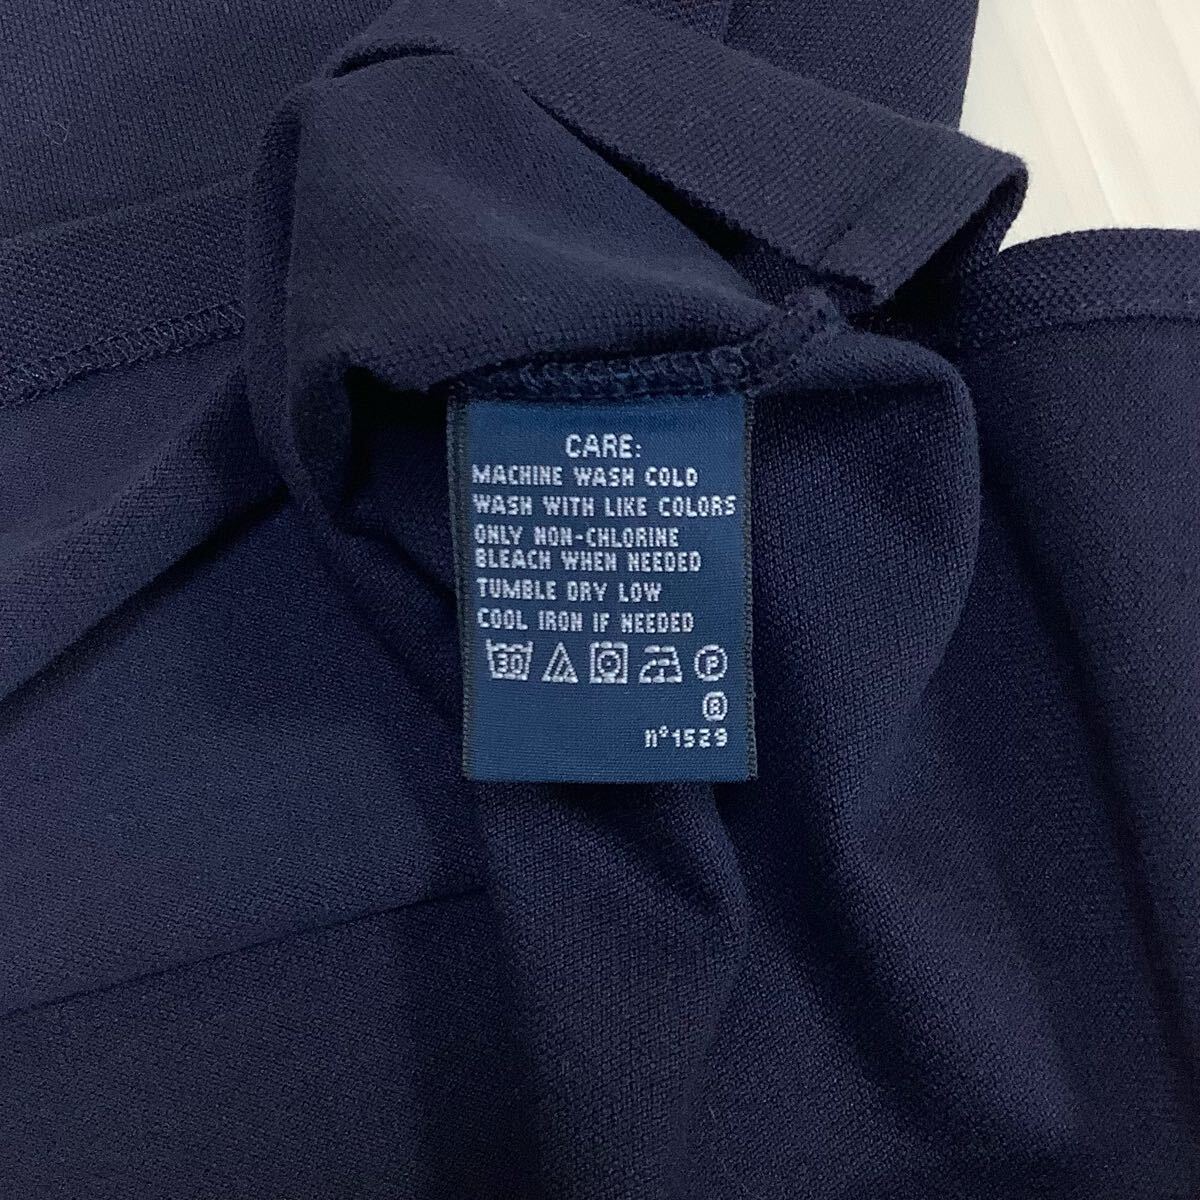 CARE:
MACHINE WASH COLD
WASH WITH LIKE COLORS
ONLY NON-CHLORINE
BLEACH WHEN NEEDED
TUMBLE DRY LOW
COOL IRON IF NEEDED
30 P
®
nº1529